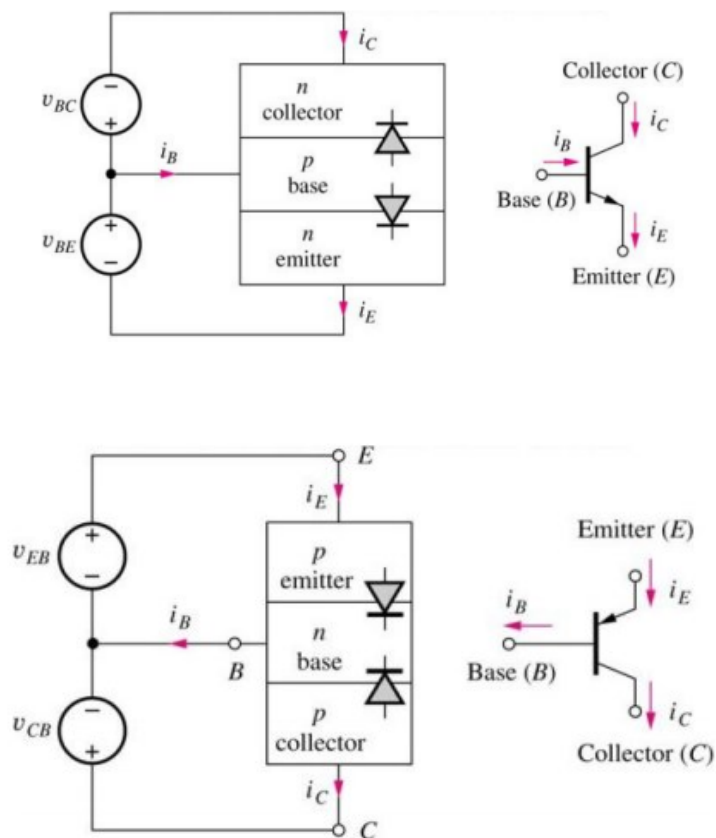 i_C
n
collector
Collector (C)
v_BC
−
+
i_C
i_B
p
base
i_B
Base (B)
v_BE
+
−
n
emitter
i_E
Emitter (E)
i_E
E
i_E
v_EB
+
−
p
emitter
Emitter (E)
i_E
i_B
i_B
B
n
base
Base (B)
v_CB
−
+
p
collector
i_C
Collector (C)
i_C
C